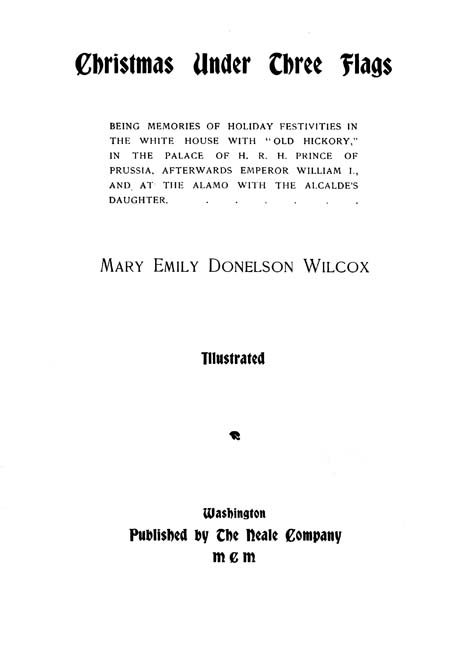 Christmas Under Three Flags
BEING MEMORIES OF HOLIDAY FESTIVITIES IN
THE WHITE HOUSE WITH "OLD HICKORY,"
IN THE PALACE OF H. R. H. PRINCE OF
PRUSSIA, AFTERWARDS EMPEROR WILLIAM I.,
AND AT THE ALAMO WITH THE ALCALDE'S
DAUGHTER. . . . . . .
MARY EMILY DONELSON WILCOX
Illustrated
Washington
Published by The Neale Company
M C M